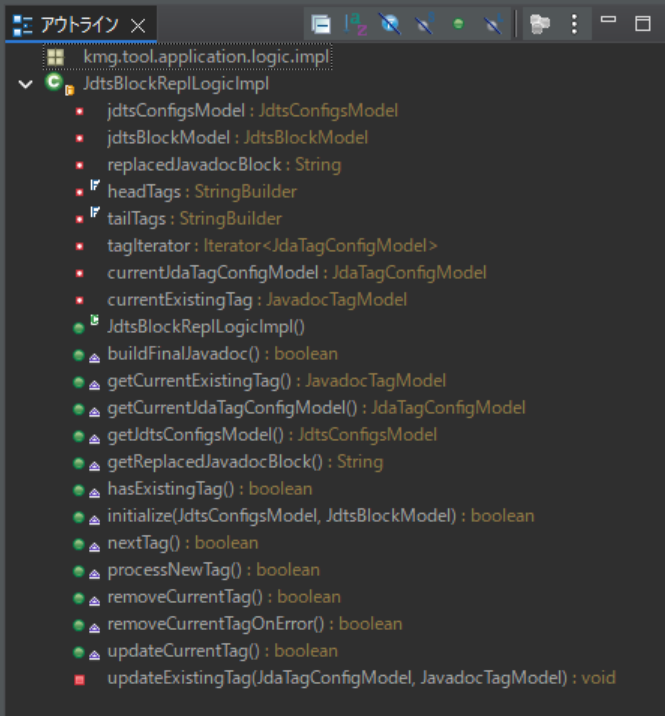 アウトライン
kmg.tool.application.logic.impl
JdtsBlockReplLogicImpl
jdtsConfigsModel : JdtsConfigsModel
jdtsBlockModel : JdtsBlockModel
replacedJavadocBlock : String
headTags : StringBuilder
tailTags : StringBuilder
tagIterator : Iterator<JdaTagConfigModel>
currentJdaTagConfigModel : JdaTagConfigModel
currentExistingTag : JavadocTagModel
JdtsBlockReplLogicImpl()
buildFinalJavadoc() : boolean
getCurrentExistingTag() : JavadocTagModel
getCurrentJdaTagConfigModel() : JdaTagConfigModel
getJdtsConfigsModel() : JdtsConfigsModel
getReplacedJavadocBlock() : String
hasExistingTag() : boolean
initialize(JdtsConfigsModel, JdtsBlockModel) : boolean
nextTag() : boolean
processNewTag() : boolean
removeCurrentTag() : boolean
removeCurrentTagOnError() : boolean
updateCurrentTag() : boolean
updateExistingTag(JdaTagConfigModel, JavadocTagModel) : void